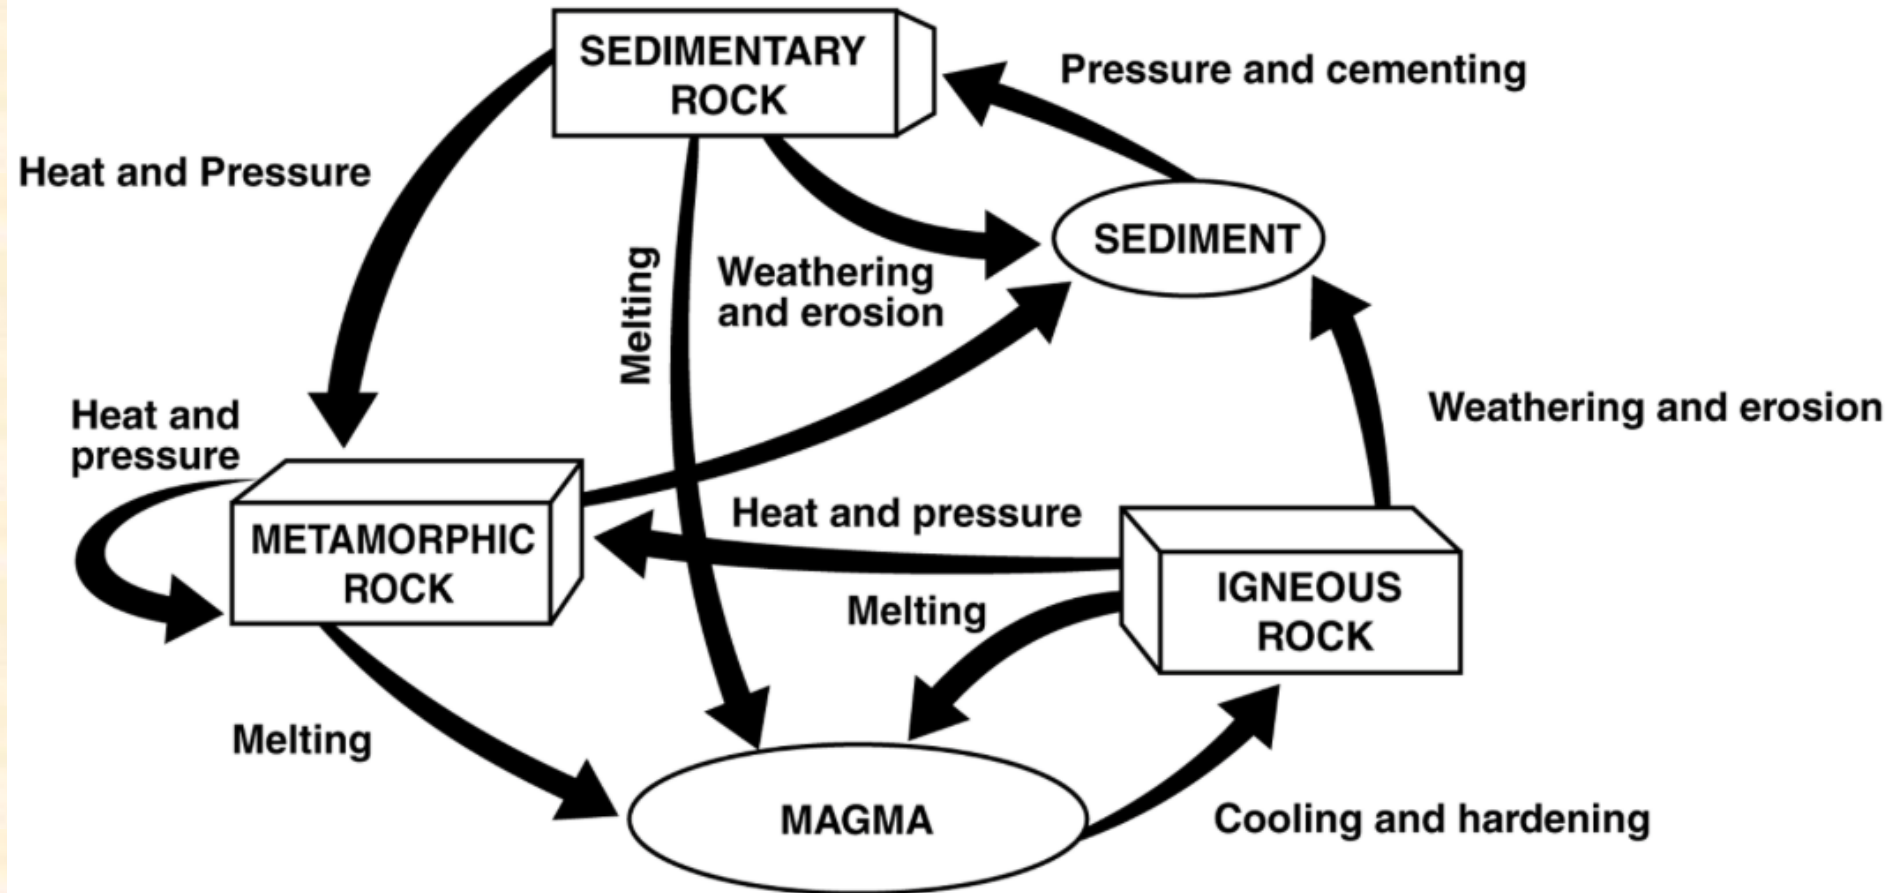 SEDIMENTARY
ROCK
Pressure and cementing
Heat and Pressure
SEDIMENT
Melting
Weathering
and erosion
Heat and
pressure
Weathering and erosion
Heat and pressure
METAMORPHIC
ROCK
Melting
IGNEOUS
ROCK
Melting
MAGMA
Cooling and hardening